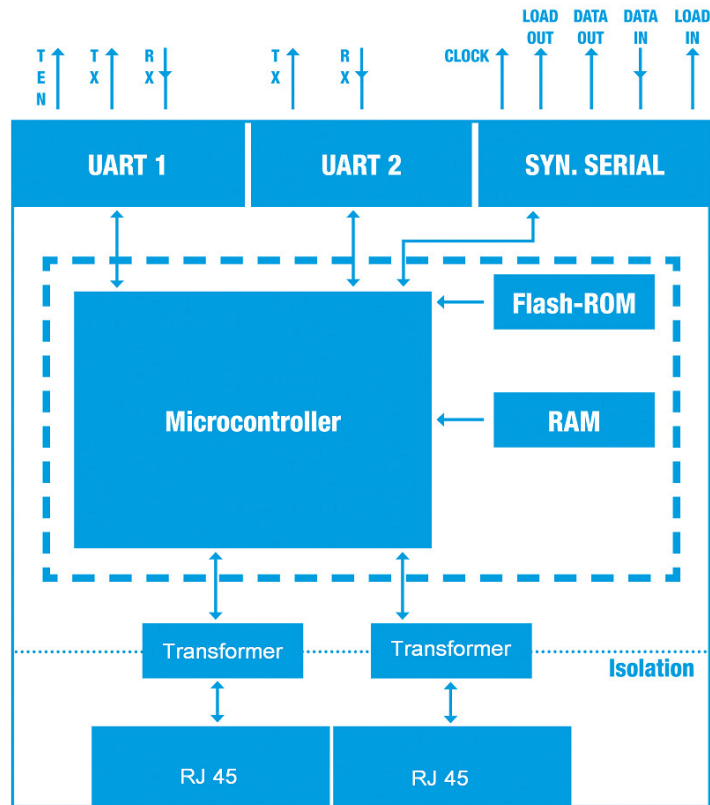 LOAD OUT
DATA OUT
DATA IN
LOAD IN
TEN
TX
RX
TX
RX
CLOCK
UART 1
UART 2
SYN. SERIAL
Flash-ROM
Microcontroller
RAM
Transformer
Transformer
Isolation
RJ 45
RJ 45